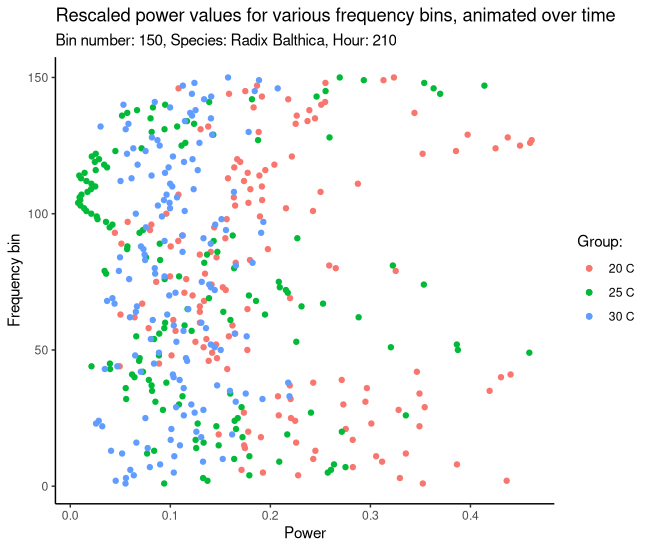 Rescaled power values for various frequency bins, animated over time
Bin number: 150, Species: Radix Balthica, Hour: 210
150
100
50
0
Frequency bin
0.0 0.1 0.2 0.3 0.4
Power
Group:
20 C
25 C
30 C